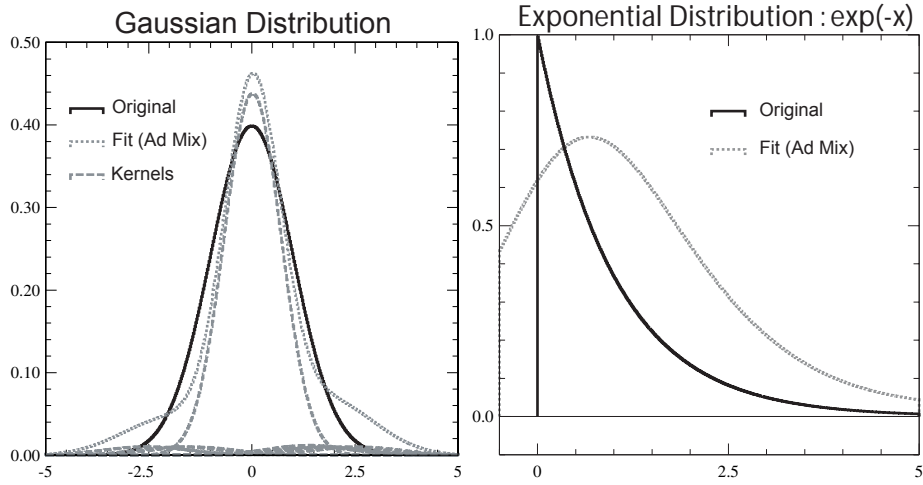 Gaussian Distribution
0.50
0.40
0.30
0.20
0.10
0.00
-5
-2.5
0
2.5
5
Original
Fit (Ad Mix)
Kernels
Exponential Distribution : exp(-x)
1.0
0.5
0.0
0
2.5
5
Original
Fit (Ad Mix)